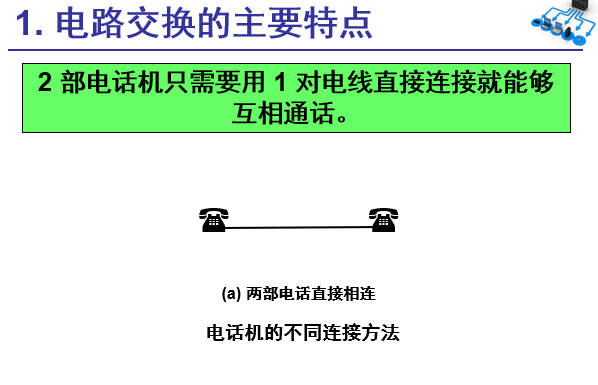 1. 电路交换的主要特点
2 部电话机只需要用 1 对电线直接连接就能够
互相通话。
(a) 两部电话直接相连
电话机的不同连接方法